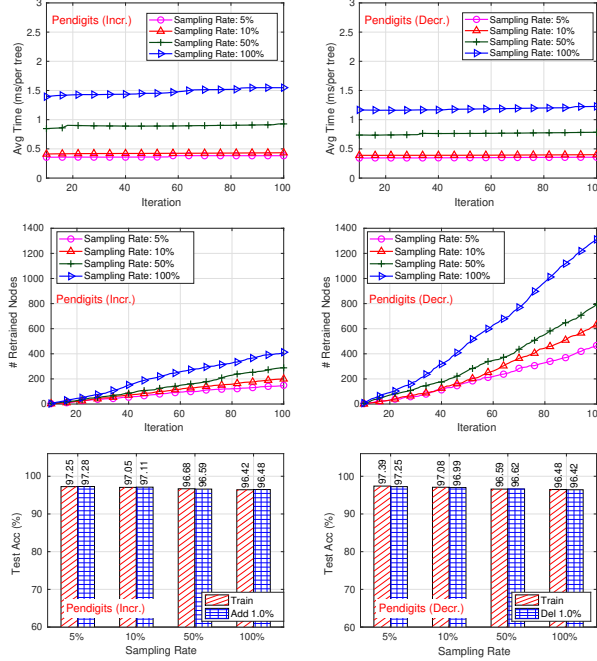 Pendigits (Incr.)
Sampling Rate: 5%
Sampling Rate: 10%
Sampling Rate: 50%
Sampling Rate: 100%
3
2.5
2
1.5
1
0.5
0
Avg Time (ms/per tree)
20 40 60 80 100
Iteration
Pendigits (Decr.)
Sampling Rate: 5%
Sampling Rate: 10%
Sampling Rate: 50%
Sampling Rate: 100%
3
2.5
2
1.5
1
0.5
0
Avg Time (ms/per tree)
20 40 60 80 100
Iteration
Sampling Rate: 5%
Sampling Rate: 10%
Sampling Rate: 50%
Sampling Rate: 100%
Pendigits (Incr.)
1400
1200
1000
800
600
400
200
# Retrained Nodes
20 40 60 80 100
Iteration
Sampling Rate: 5%
Sampling Rate: 10%
Sampling Rate: 50%
Sampling Rate: 100%
Pendigits (Decr.)
1400
1200
1000
800
600
400
200
0
# Retrained Nodes
20 40 60 80 100
Iteration
97.25 97.28 97.05 97.11 96.68 96.59 96.42 96.48
100
90
80
70
60
Test Acc (%)
Train
Add 1.0%
Pendigits (Incr.)
5% 10% 50% 100%
Sampling Rate
97.39 97.25 97.08 96.99 96.59 96.62 96.48 96.42
100
90
80
70
60
Test Acc (%)
Train
Del 1.0%
Pendigits (Decr.)
5% 10% 50% 100%
Sampling Rate